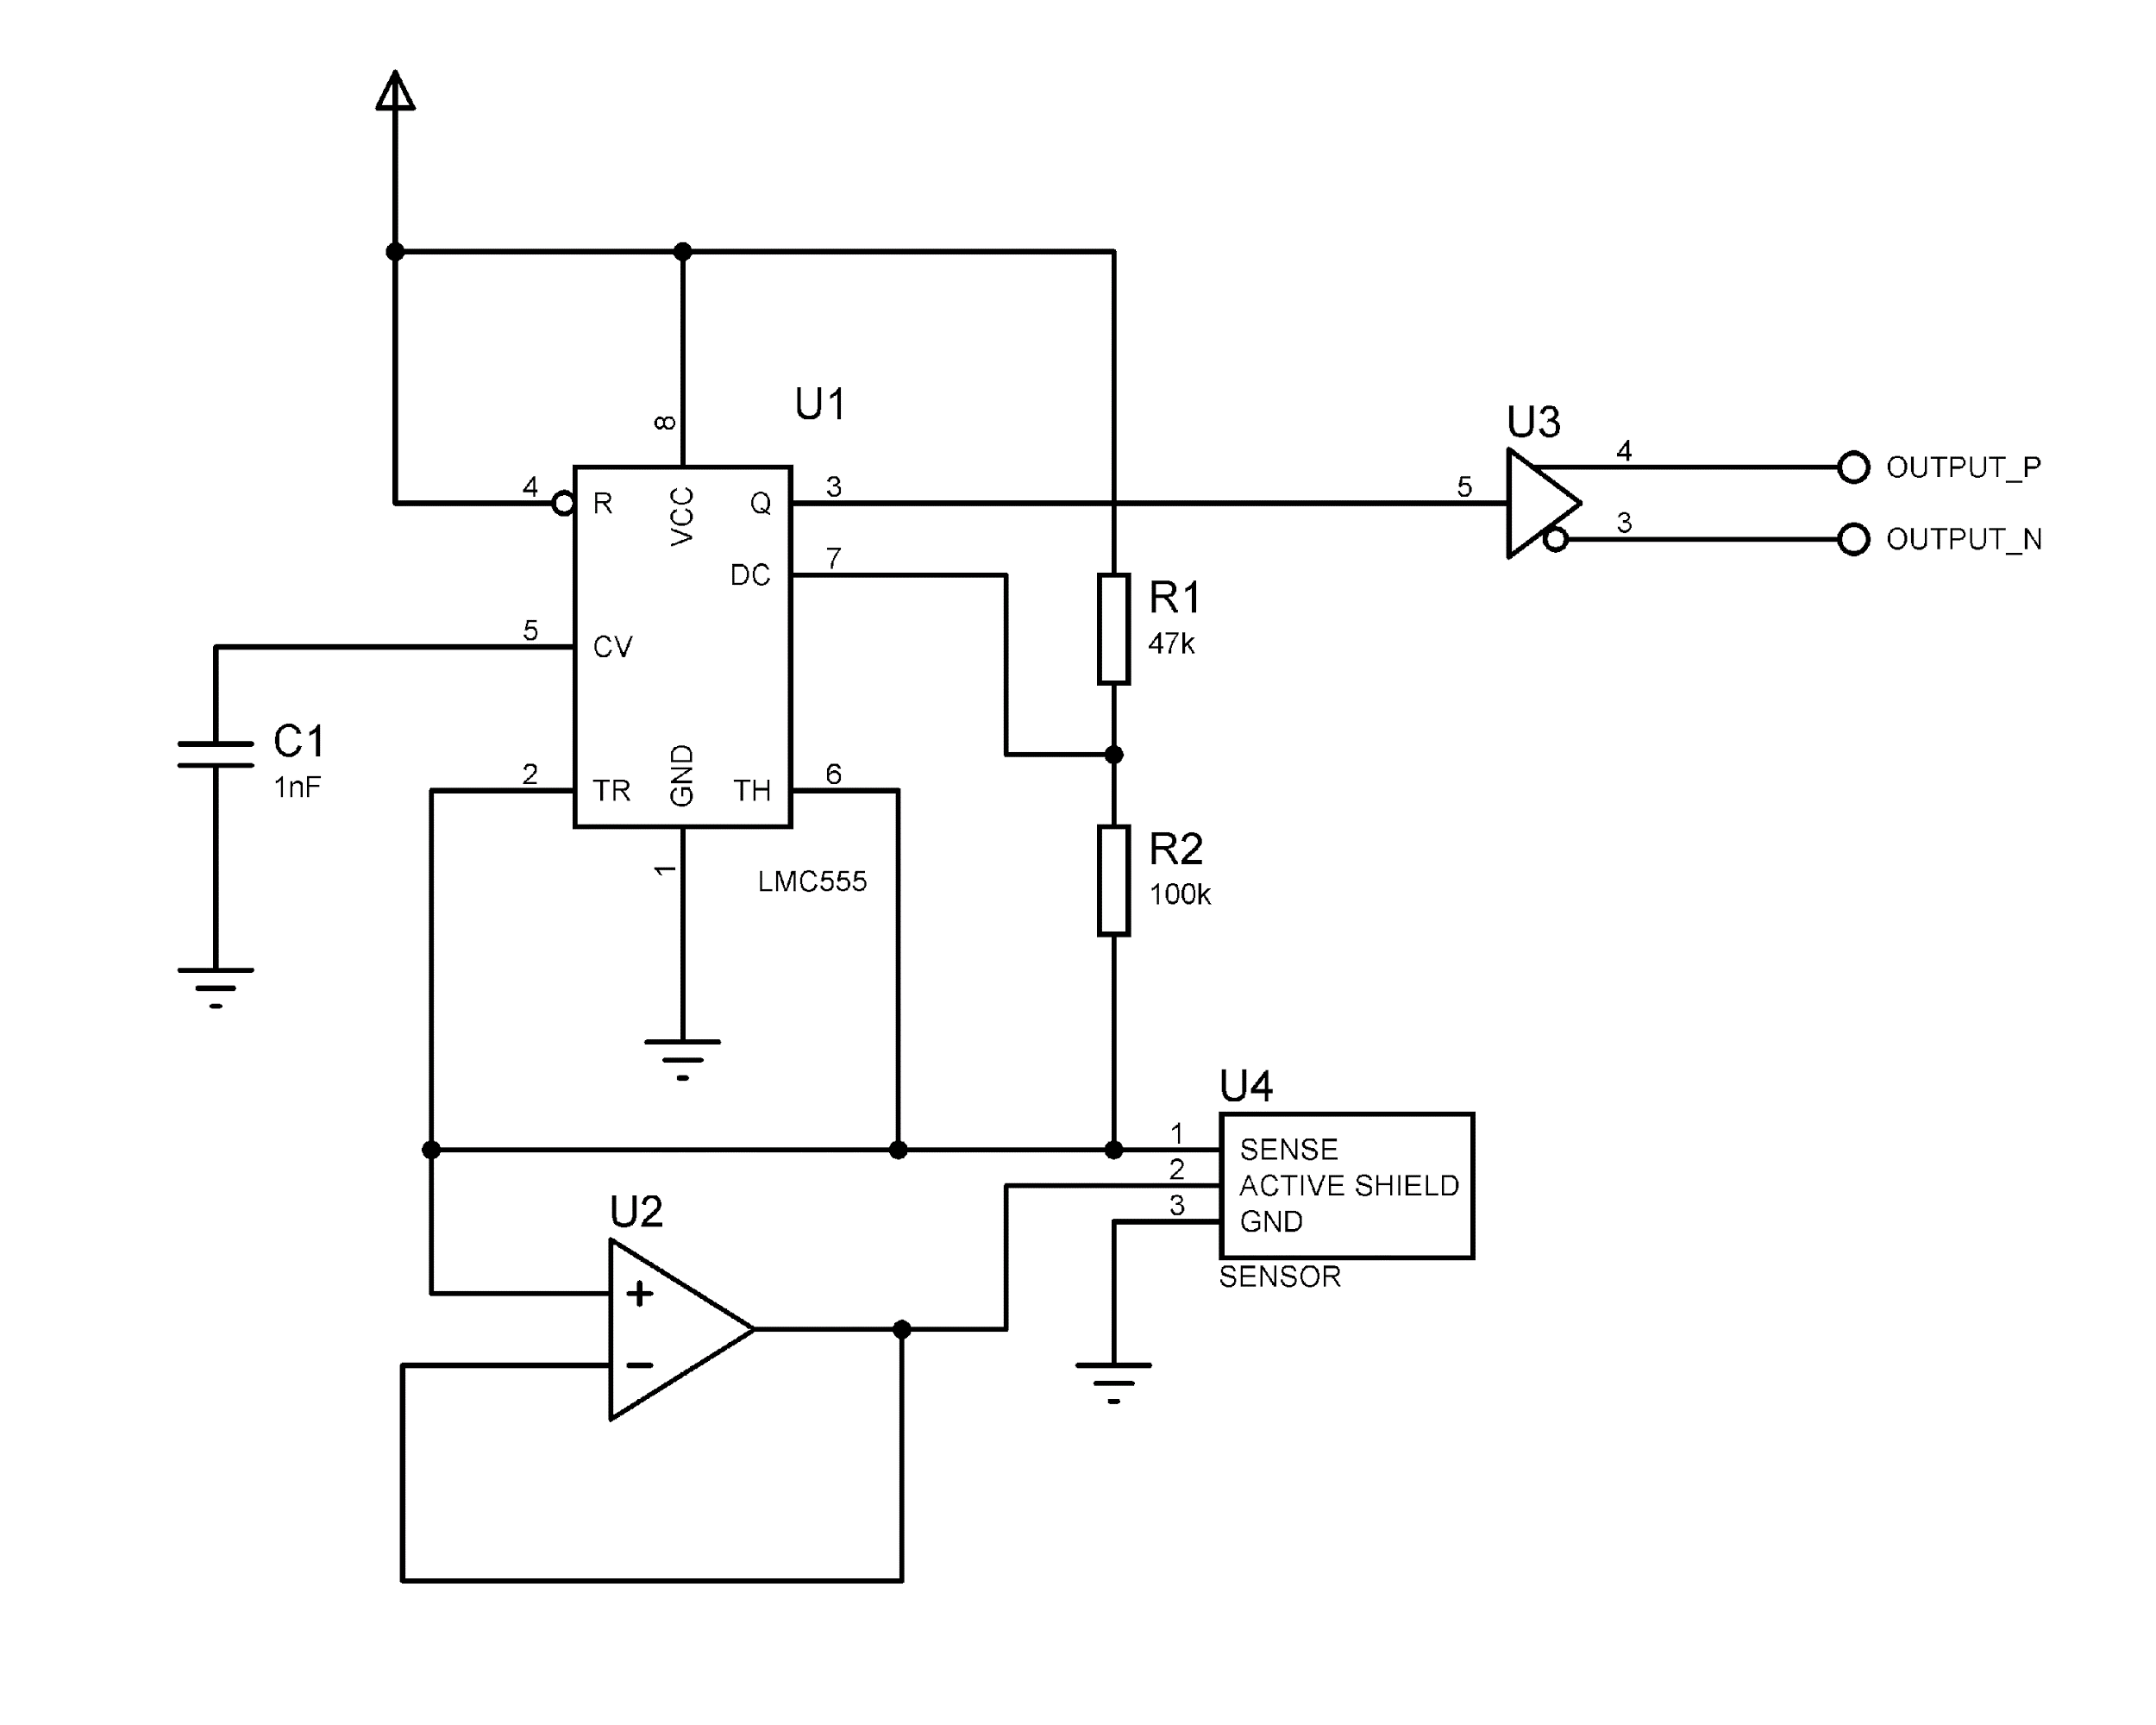 U1
8
U3
4
OUTPUT_P
4
R
VCC
Q
3
5
3
OUTPUT_N
7
DC
R1
47k
5
CV
C1
1nF
2
TR
GND
TH
6
R2
100k
1
LMC555
U4
1
SENSE
2
ACTIVE SHIELD
3
GND
SENSOR
U2
+
−